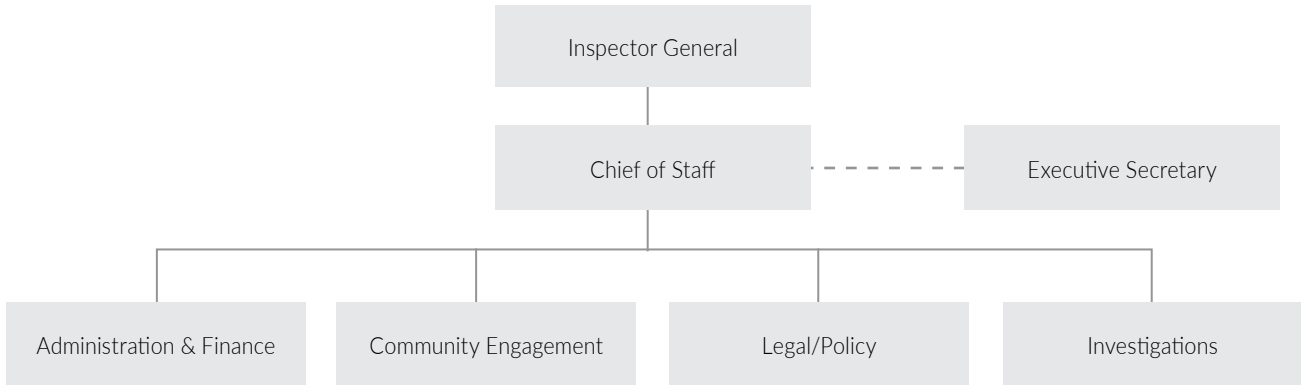 Inspector General
Chief of Staff
Executive Secretary
Administration & Finance
Community Engagement
Legal/Policy
Investigations